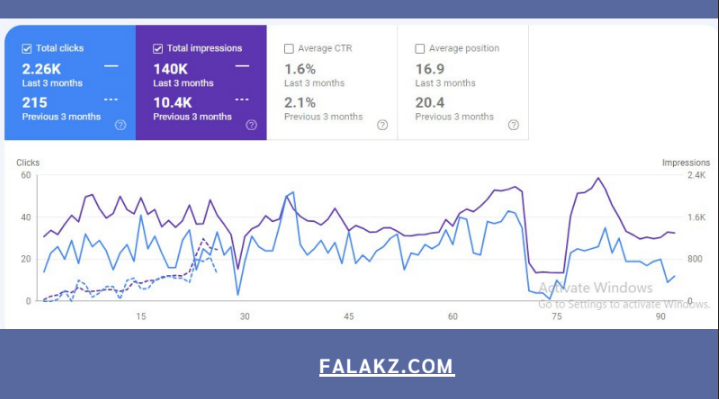 Total clicks
2.26K
Last 3 months
215
Previous 3 months
Total impressions
140K
Last 3 months
10.4K
Previous 3 months
Average CTR
1.6%
Last 3 months
2.1%
Previous 3 months
Average position
16.9
Last 3 months
20.4
Previous 3 months
Clicks
Impressions
60
40
20
0
2.4K
1.6K
800
0
15
30
45
60
75
90
Activate Windows
Go to Settings to activate Windows.
FALAKZ.COM